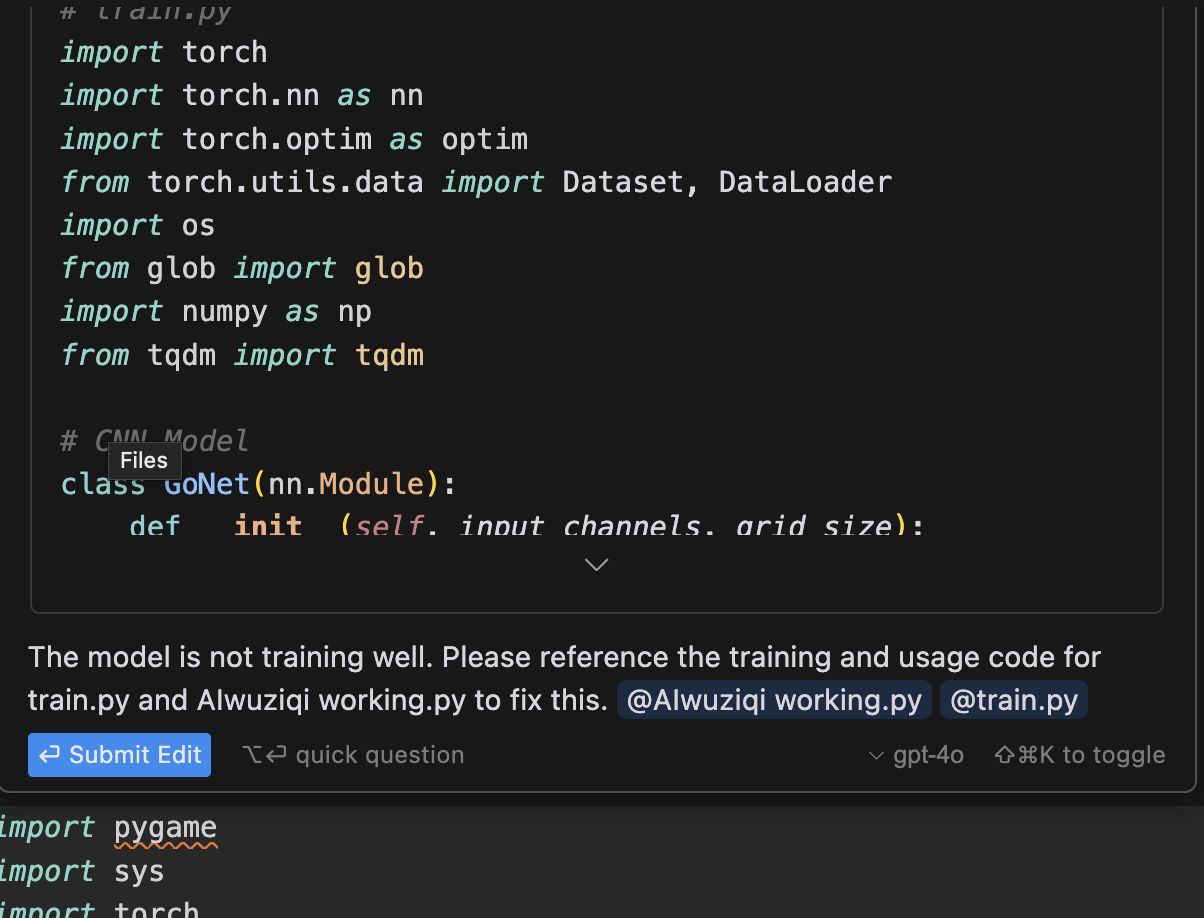 # train.py
import torch
import torch.nn as nn
import torch.optim as optim
from torch.utils.data import Dataset, DataLoader
import os
from glob import glob
import numpy as np
from tqdm import tqdm
# CNN Model
Files
class GoNet(nn.Module):
def __init__(self, input_channels, grid_size):
The model is not training well. Please reference the training and usage code for
train.py and AIwuziqi working.py to fix this. @AIwuziqi working.py @train.py
⏎ Submit Edit ⌥⏎ quick question gpt-4o ⇧⌘K to toggle
import pygame
import sys
import torch